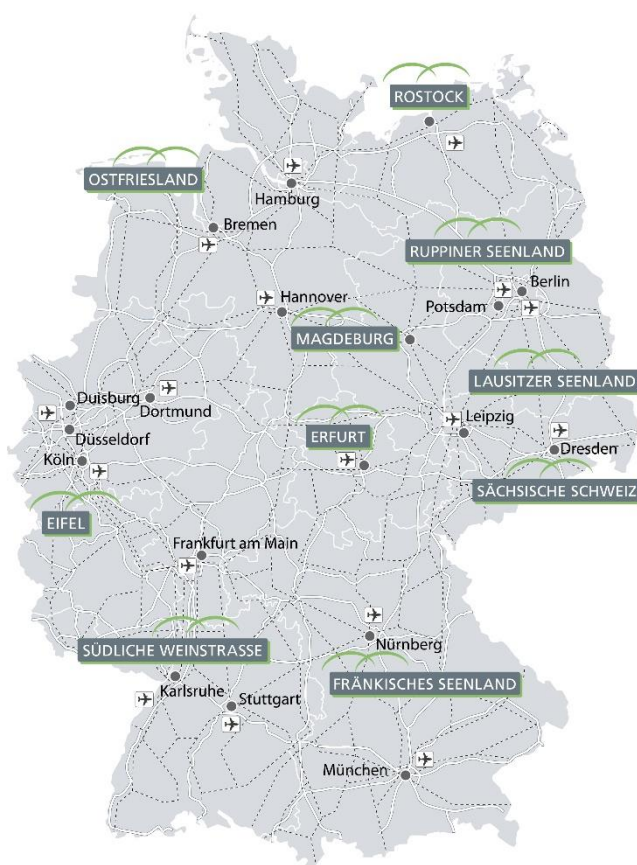 ROSTOCK
OSTFRIESLAND
Hamburg
Bremen
RUPPINER SEENLAND
Berlin
Hannover
Potsdam
MAGDEBURG
LAUSITZER SEENLAND
Duisburg
Dortmund
Leipzig
ERFURT
Düsseldorf
Dresden
Köln
SÄCHSISCHE SCHWEIZ
EIFEL
Frankfurt am Main
Nürnberg
SÜDLICHE WEINSTRASSE
FRÄNKISCHES SEENLAND
Karlsruhe
Stuttgart
München